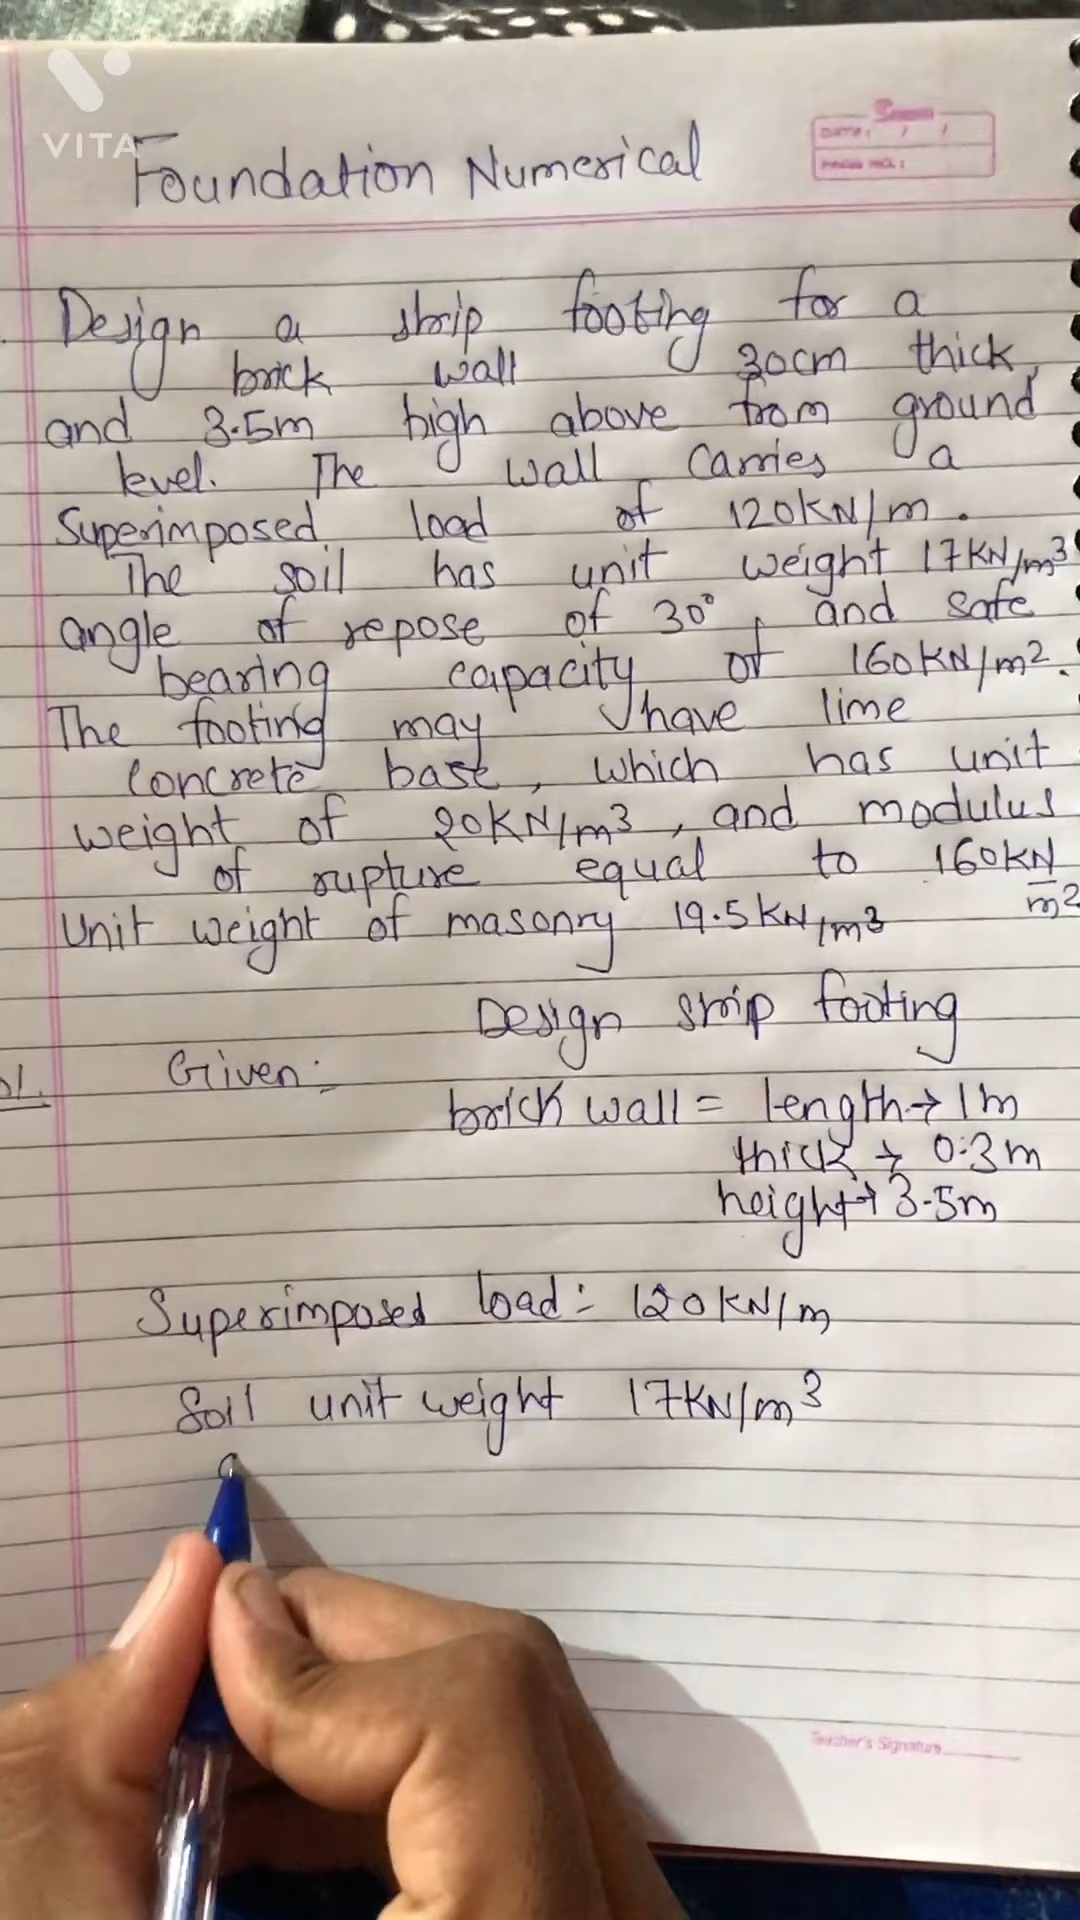 VITA
Seven
DATE: / /
PAGE NO.:
Foundation Numerical
Design a strip footing for a
brick wall 30cm thick,
and 3.5m high above from ground
level. The wall carries a
Superimposed load of 120KN/m.
The soil has unit weight 17KN/m3
angle of repose of 30°, and safe
bearing capacity of 160KN/m2.
The footing may have lime
concrete base, which has unit
weight of 20KN/m3, and modulus
of rupture equal to 160KN/m2
Unit weight of masonry 19.5KN/m3
Design strip footing
Given:-
brick wall = length→1m
thick → 0.3m
height→3.5m
Superimposed load:- 120KN/m
Soil unit weight 17KN/m3
Teacher's Signature